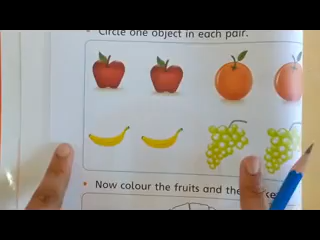 Circle one object in each pair.
Now colour the fruits and the